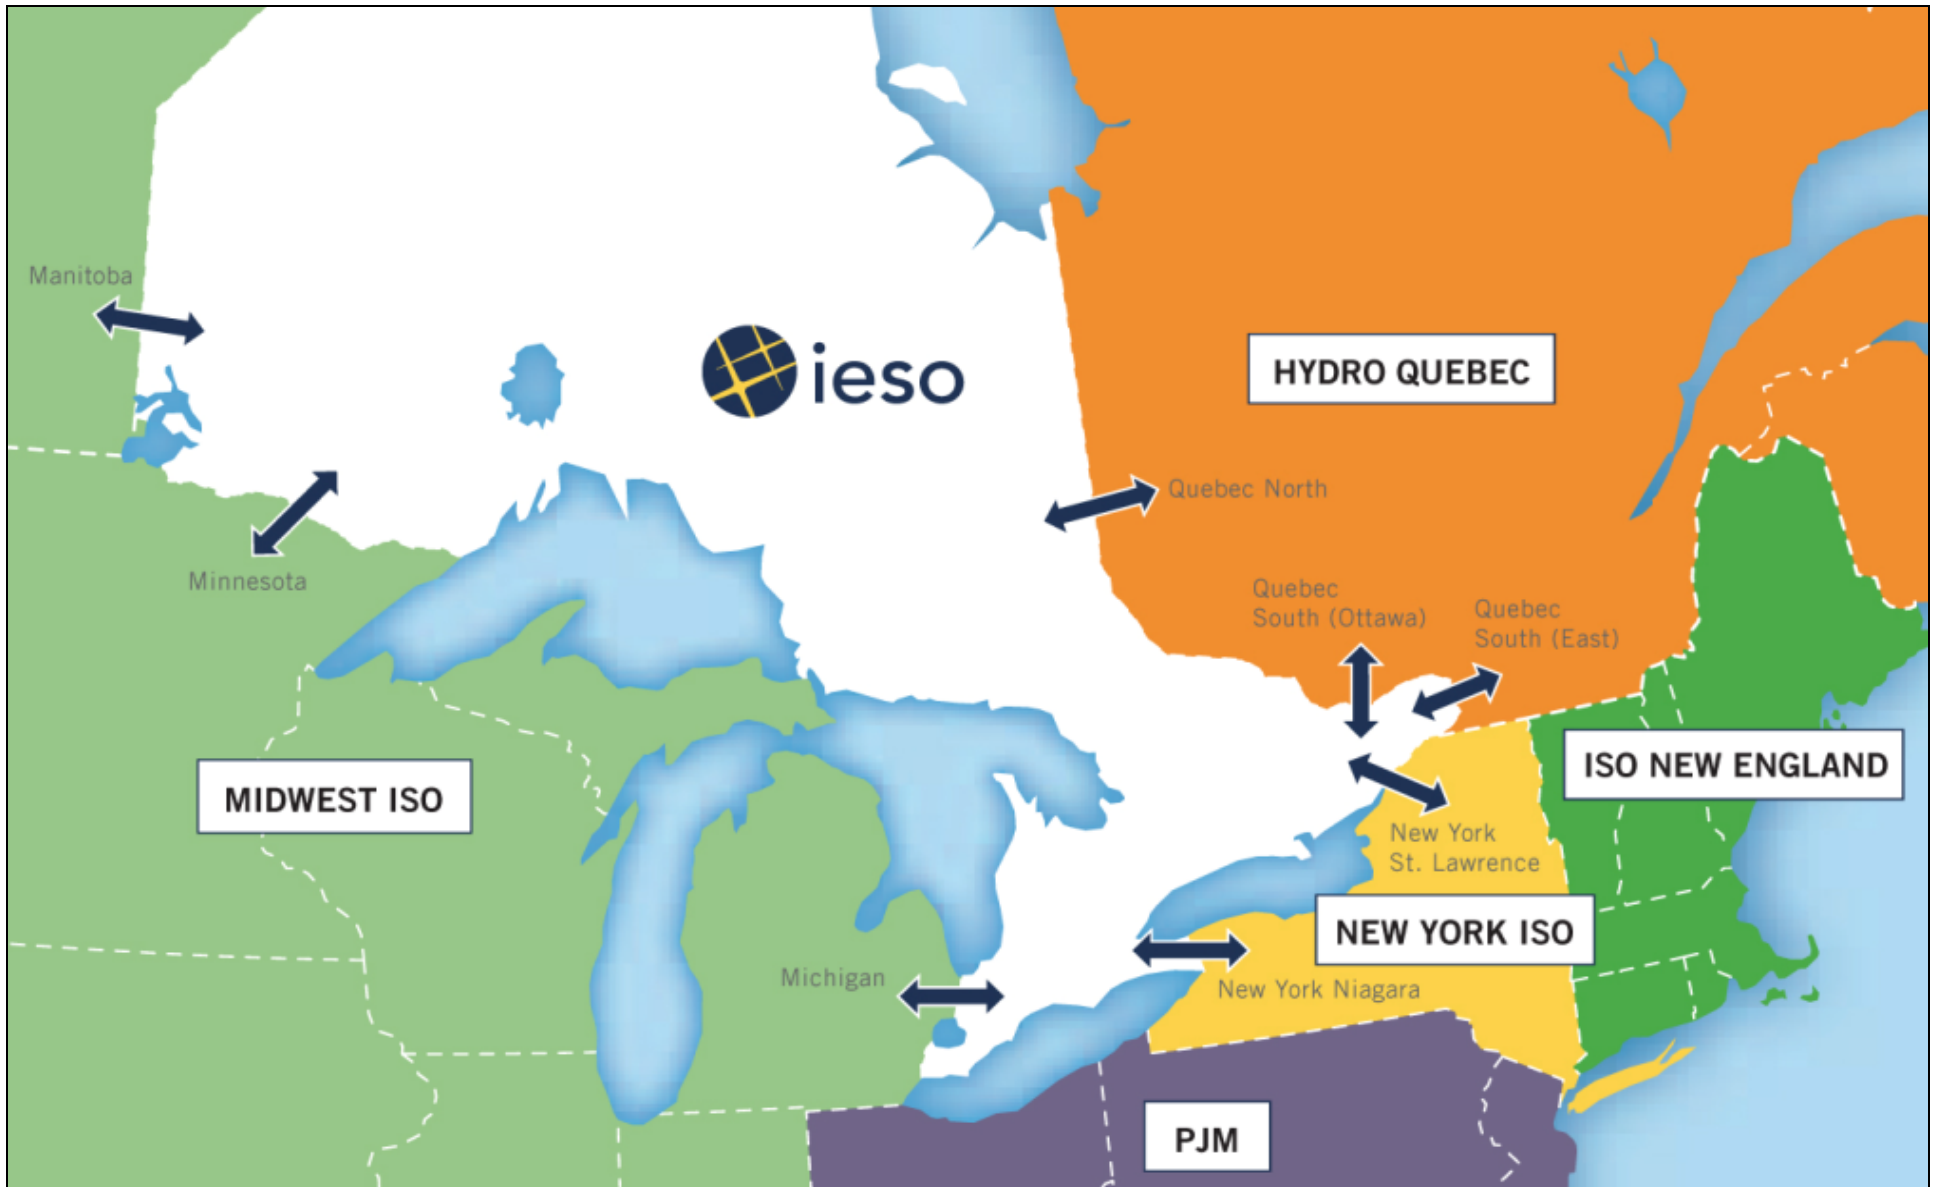 Manitoba
ieso
HYDRO QUEBEC
Quebec North
Minnesota
Quebec
South (Ottawa)
Quebec
South (East)
ISO NEW ENGLAND
MIDWEST ISO
New York
St. Lawrence
NEW YORK ISO
Michigan
New York Niagara
PJM